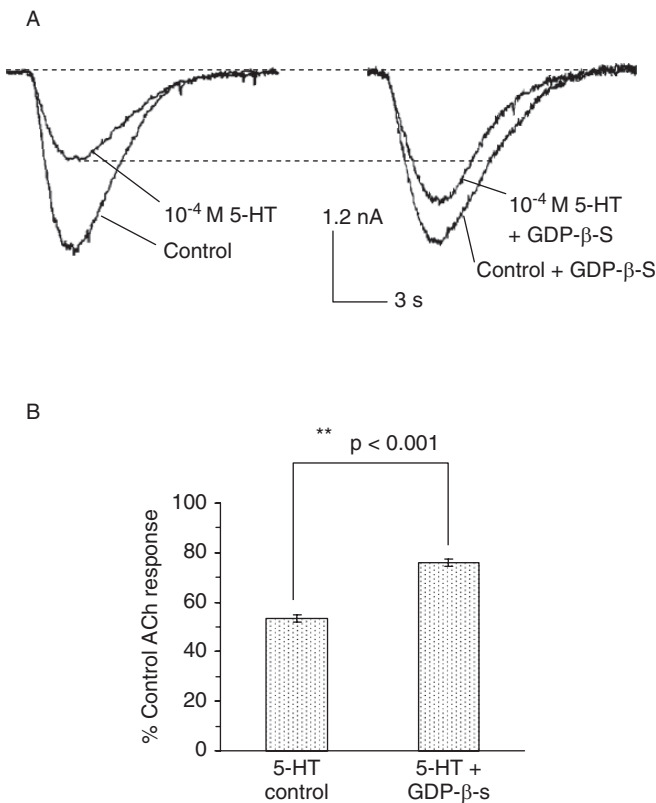 A
10⁻⁴ M 5-HT
Control
1.2 nA
3 s
10⁻⁴ M 5-HT
+ GDP-β-S
Control + GDP-β-S
B
** p < 0.001
% Control ACh response
100
80
60
40
20
0
5-HT
control
5-HT +
GDP-β-s